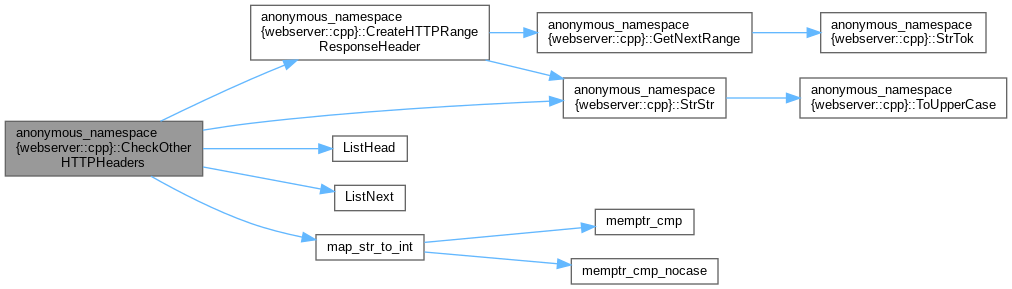 anonymous_namespace
{webserver::cpp}::CheckOther
HTTPHeaders
anonymous_namespace
{webserver::cpp}::CreateHTTPRange
ResponseHeader
anonymous_namespace
{webserver::cpp}::GetNextRange
anonymous_namespace
{webserver::cpp}::StrTok
anonymous_namespace
{webserver::cpp}::StrStr
anonymous_namespace
{webserver::cpp}::ToUpperCase
ListHead
ListNext
map_str_to_int
memptr_cmp
memptr_cmp_nocase